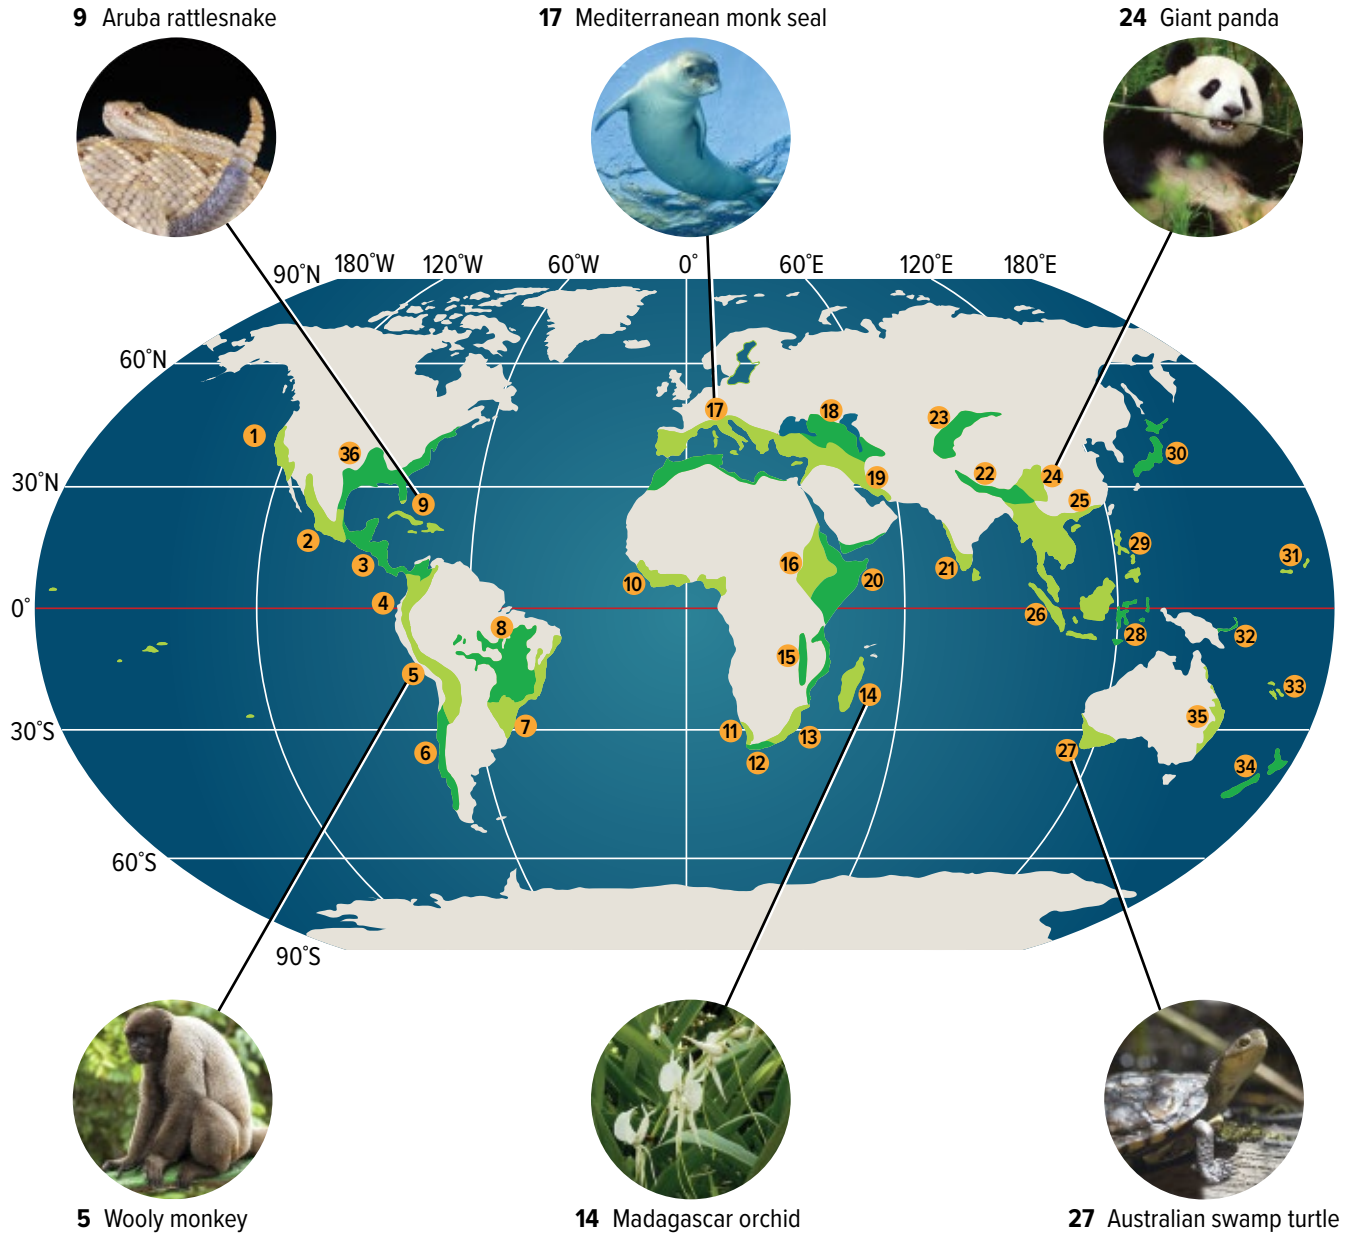 9 Aruba rattlesnake
17 Mediterranean monk seal
24 Giant panda
90°N
180°W
120°W
60°W
0°
60°E
120°E
180°E
60°N
30°N
0°
30°S
60°S
90°S
1
36
9
2
3
4
8
5
7
6
17
18
23
19
22
24
25
30
16
10
20
21
29
31
26
28
32
15
14
33
35
11
13
12
27
34
5 Wooly monkey
14 Madagascar orchid
27 Australian swamp turtle